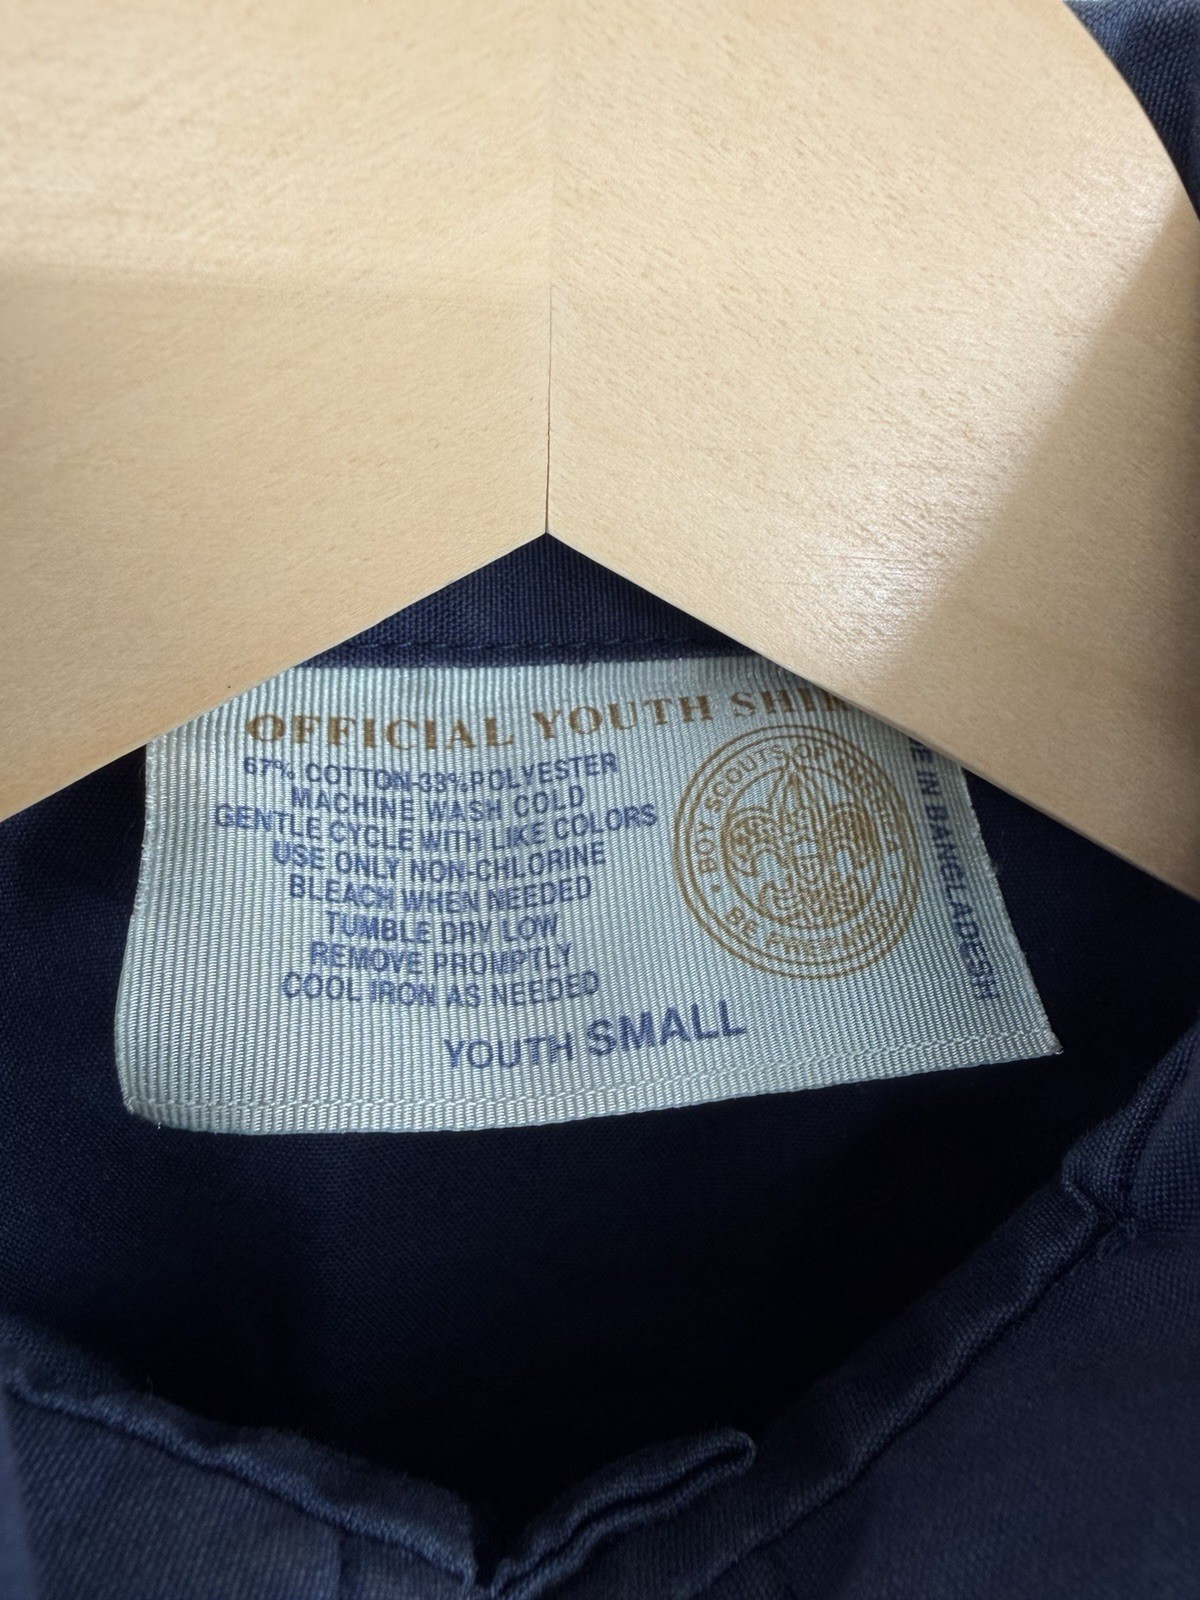 OFFICIAL YOUTH SHI
67% COTTON-33% POLYESTER
MACHINE WASH COLD
GENTLE CYCLE WITH LIKE COLORS
USE ONLY NON-CHLORINE
BLEACH WHEN NEEDED
TUMBLE DRY LOW
REMOVE PROMPTLY
COOL IRON AS NEEDED
YOUTH SMALL
BOY SCOUTS OF AMERICA
BE PREPARED
E IN BANGLADESH